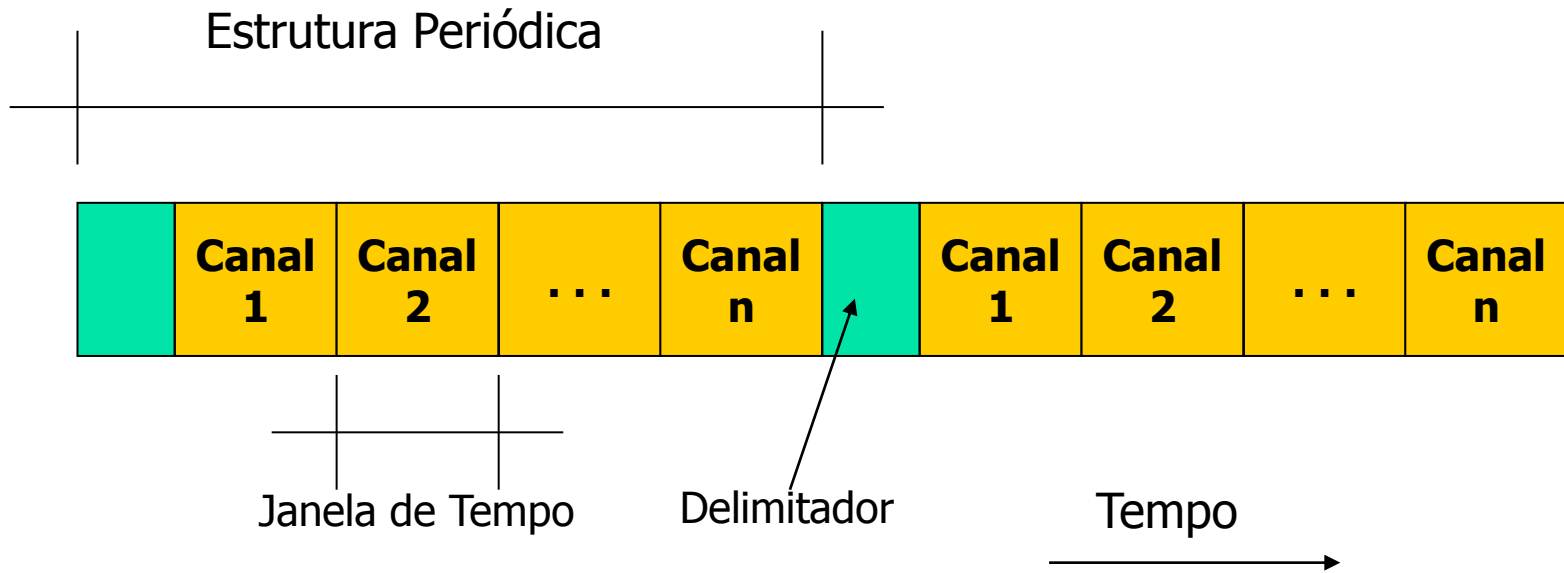 Estrutura Periódica
Canal 1
Canal 2
...
Canal n
Canal 1
Canal 2
...
Canal n
Janela de Tempo
Delimitador
Tempo